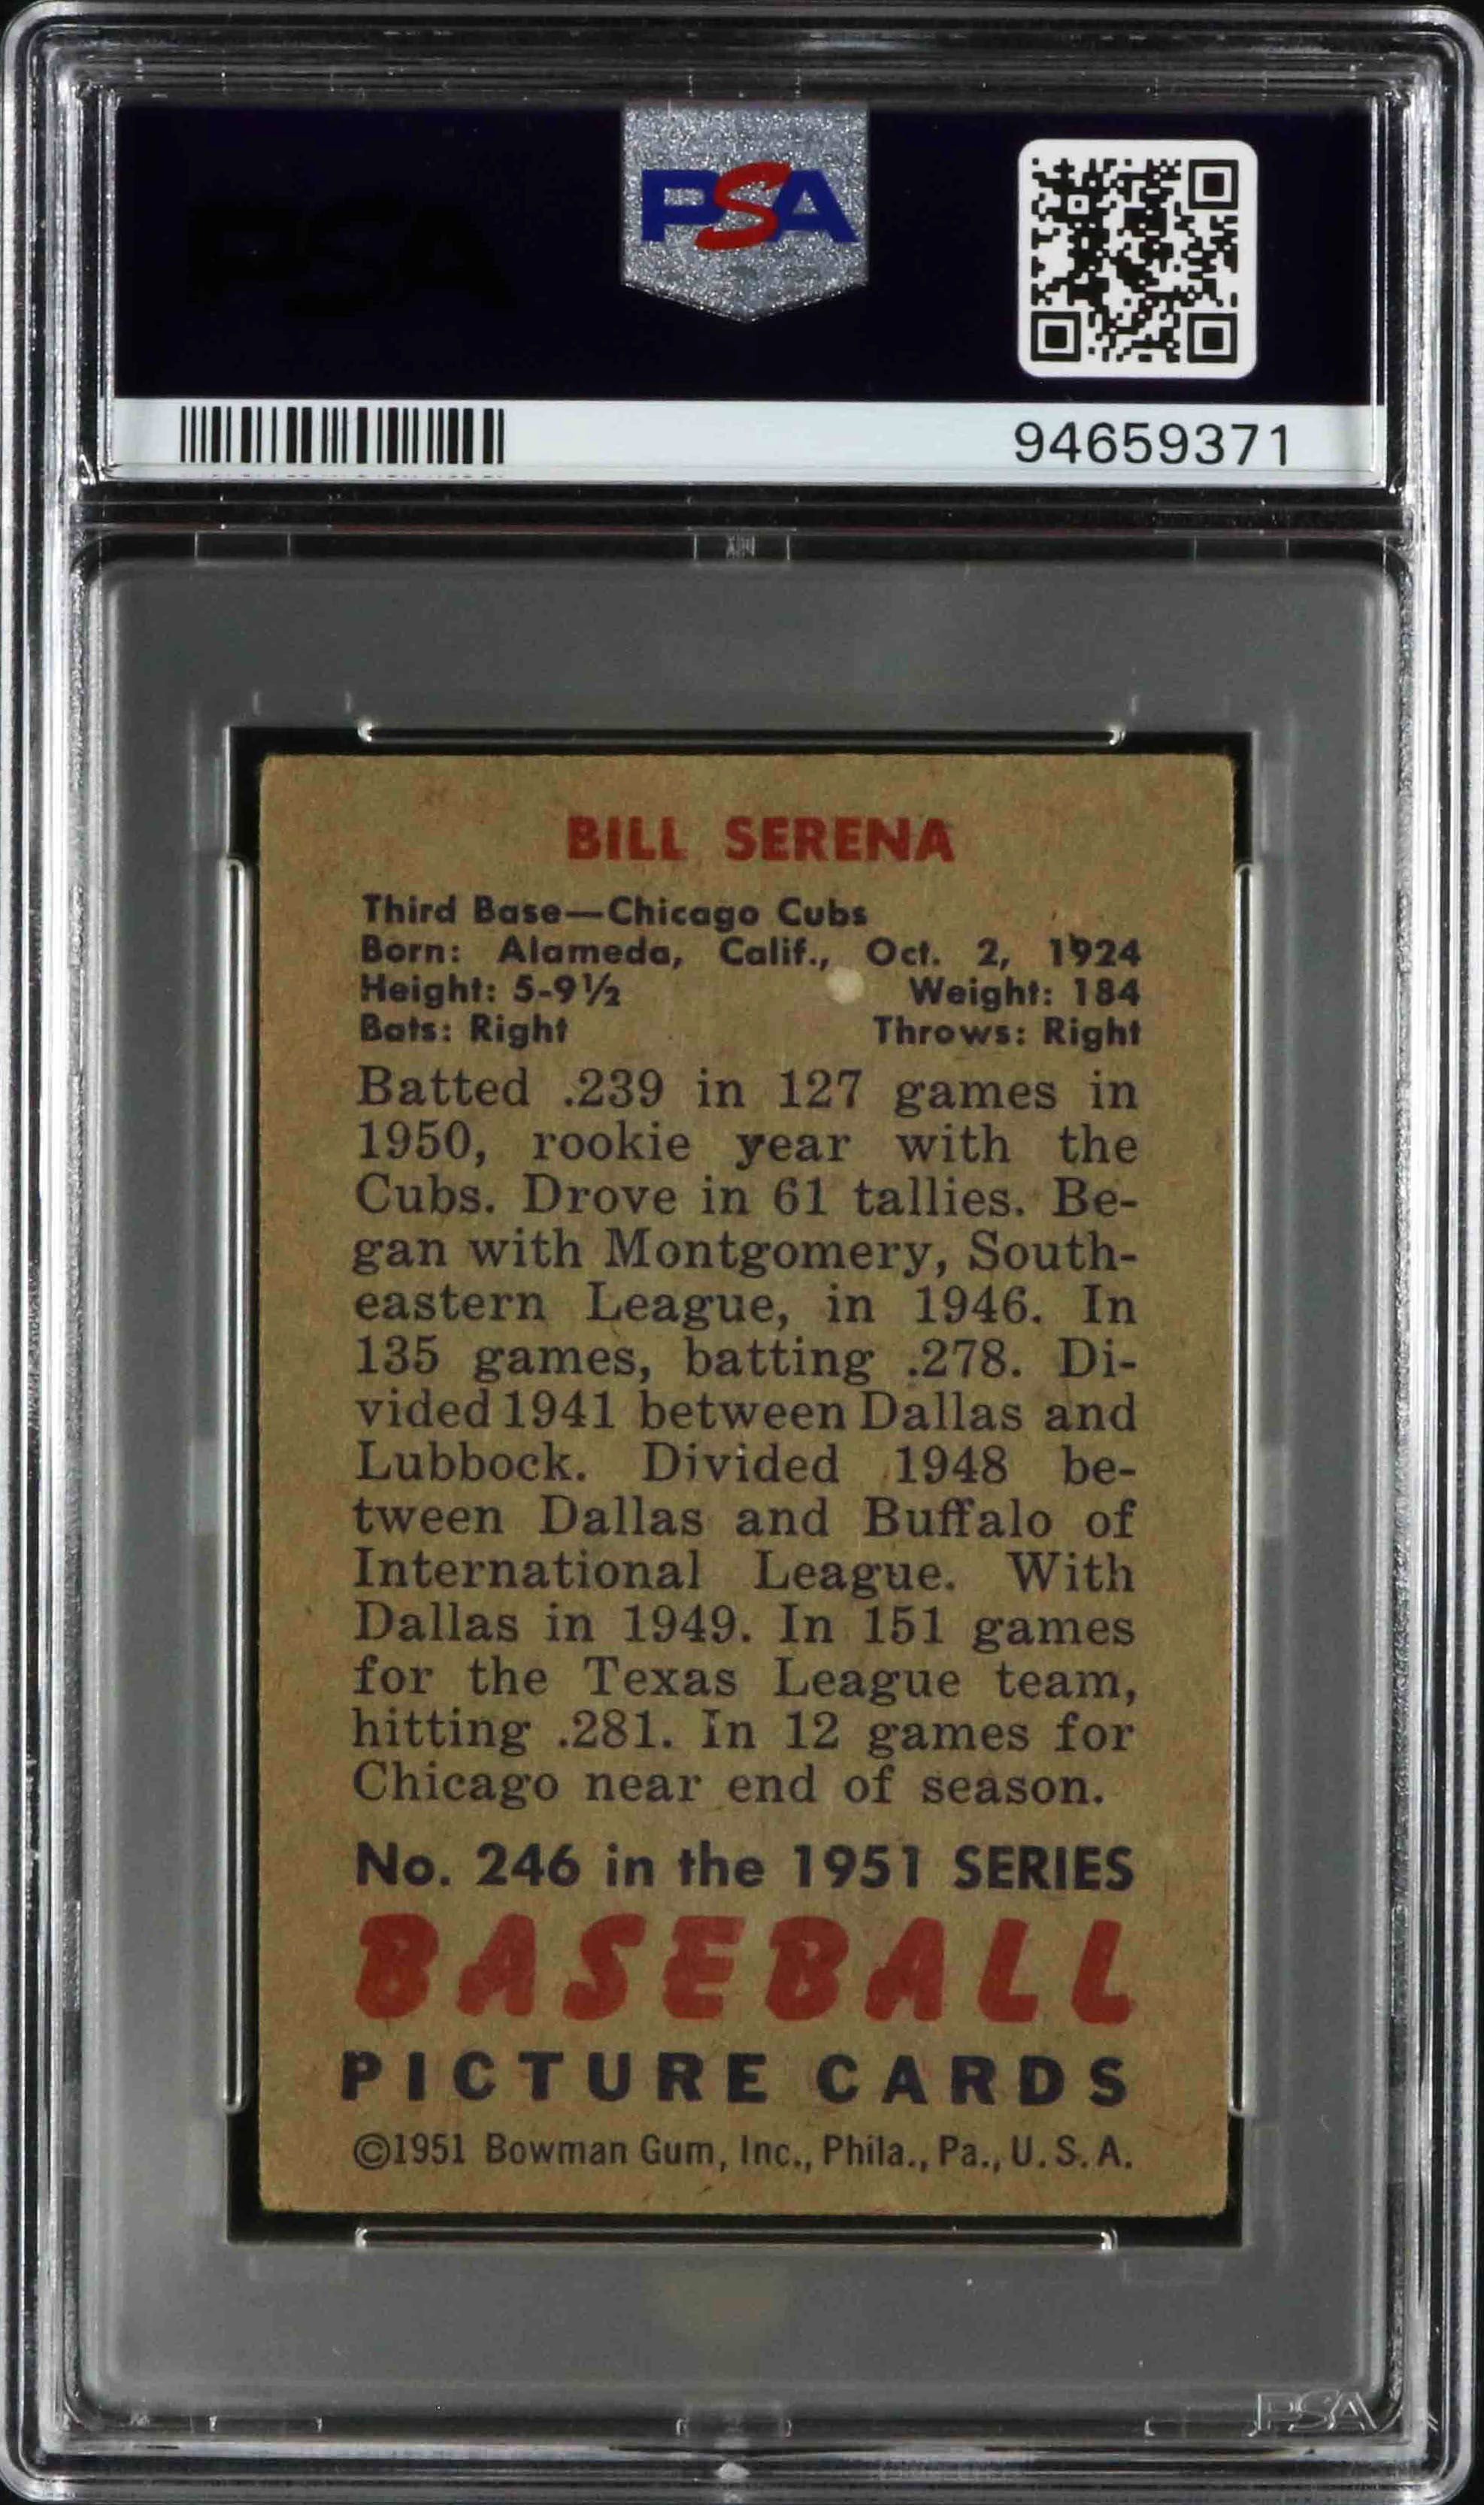 PSA
PSA
94659371
BILL SERENA
Third Base—Chicago Cubs
Born: Alameda, Calif., Oct. 2, 1924
Height: 5-9½ Weight: 184
Bats: Right Throws: Right
Batted .239 in 127 games in
1950, rookie year with the
Cubs. Drove in 61 tallies. Be-
gan with Montgomery, South-
eastern League, in 1946. In
135 games, batting .278. Di-
vided 1941 between Dallas and
Lubbock. Divided 1948 be-
tween Dallas and Buffalo of
International League. With
Dallas in 1949. In 151 games
for the Texas League team,
hitting .281. In 12 games for
Chicago near end of season.
No. 246 in the 1951 SERIES
BASEBALL
PICTURE CARDS
©1951 Bowman Gum, Inc., Phila., Pa., U.S.A.
PSA